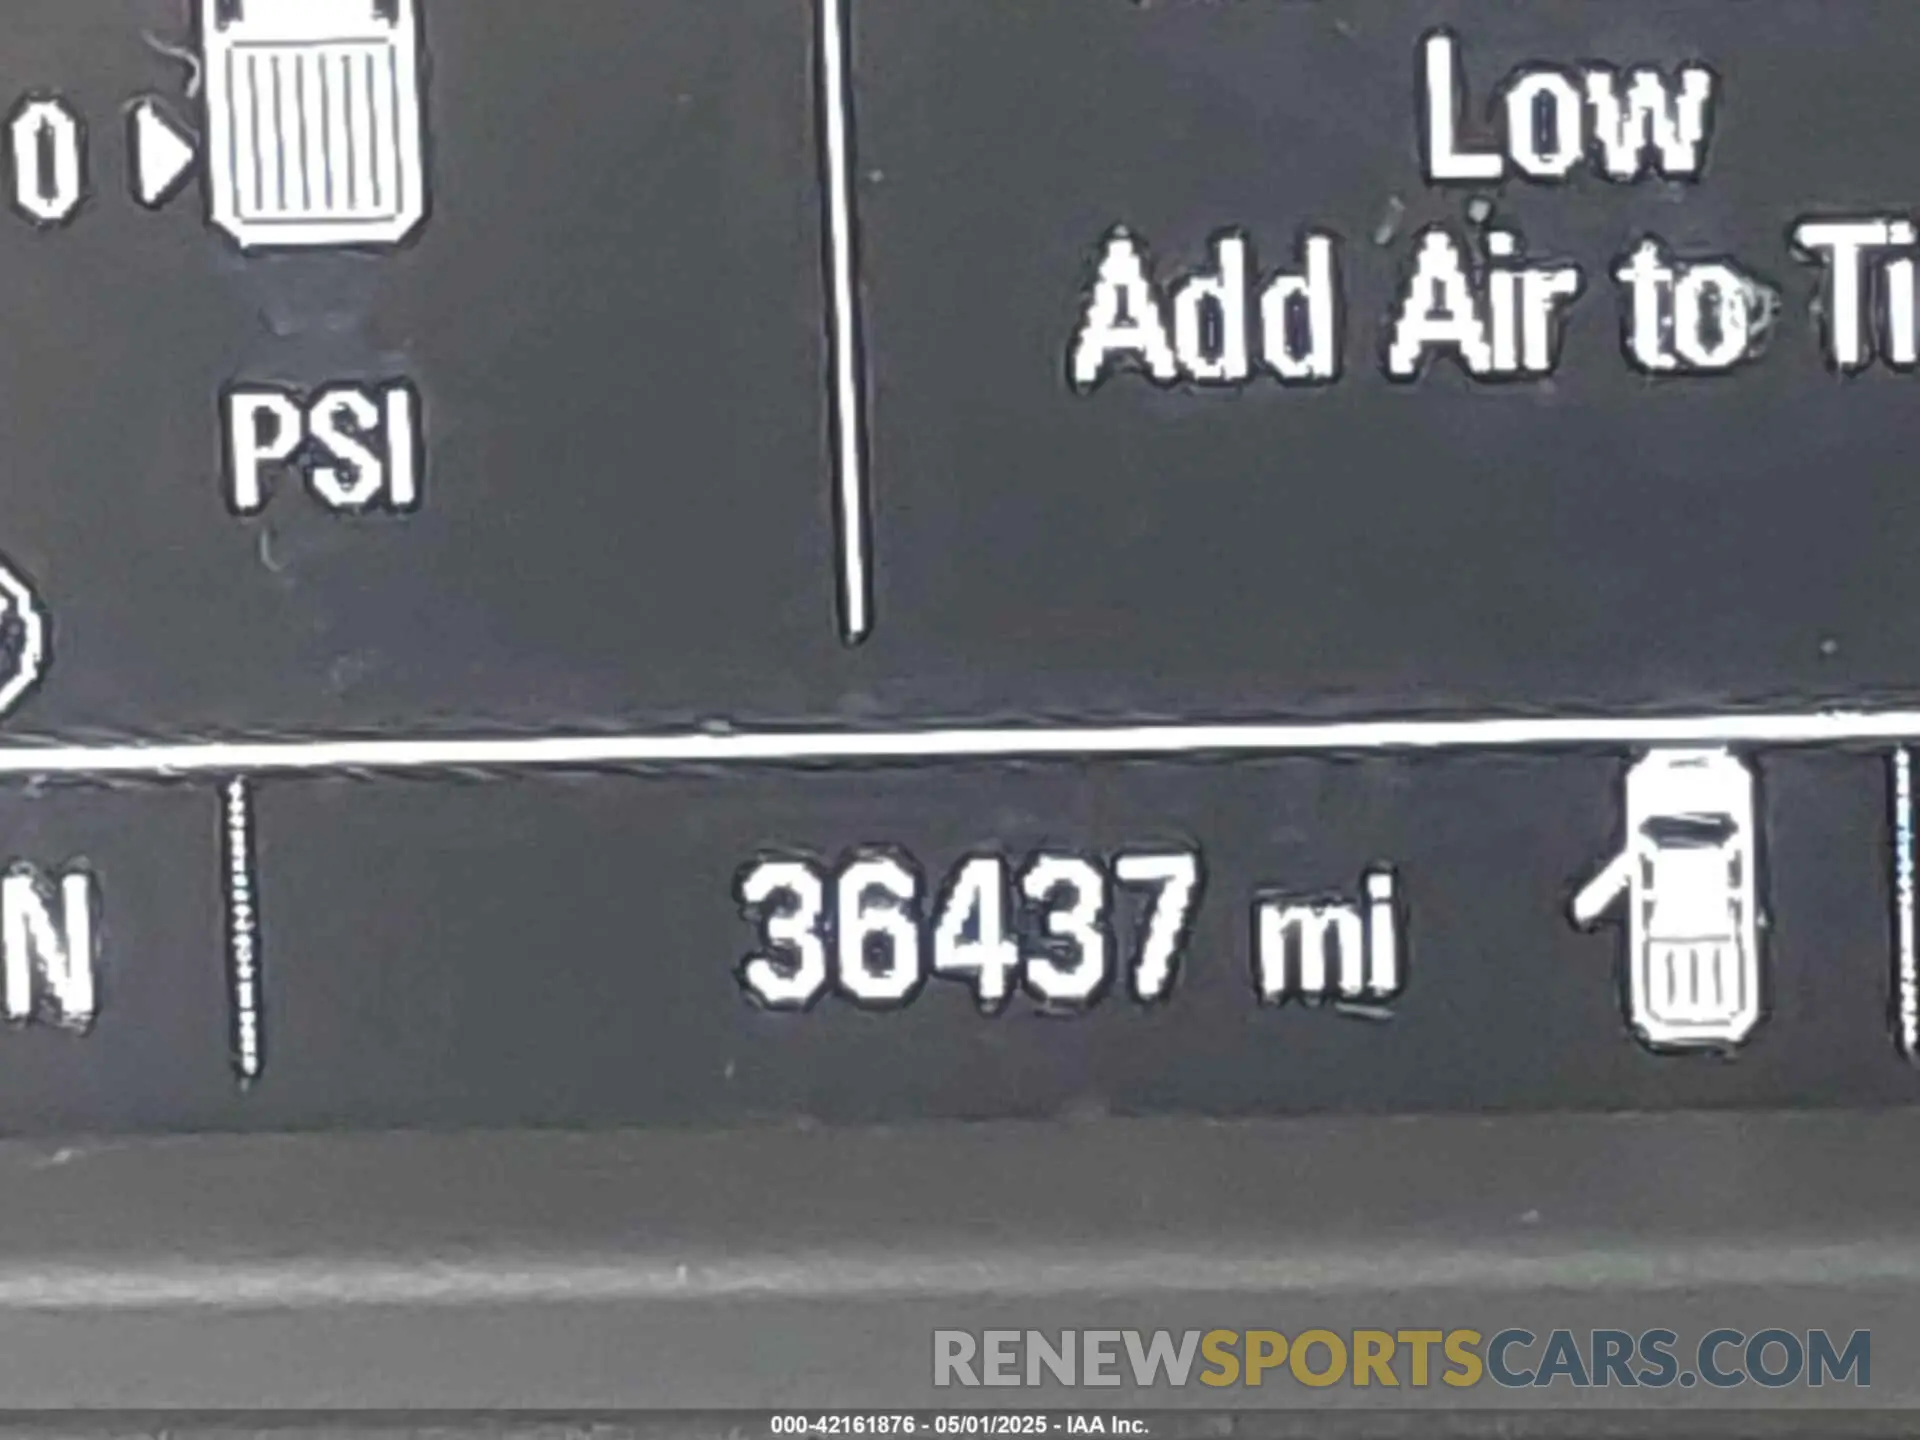 Low
0
Add Air to Ti
PSI
N
36437 mi
RENEWSPORTSCARS.COM
000-42161876 - 05/01/2025 - IAA Inc.